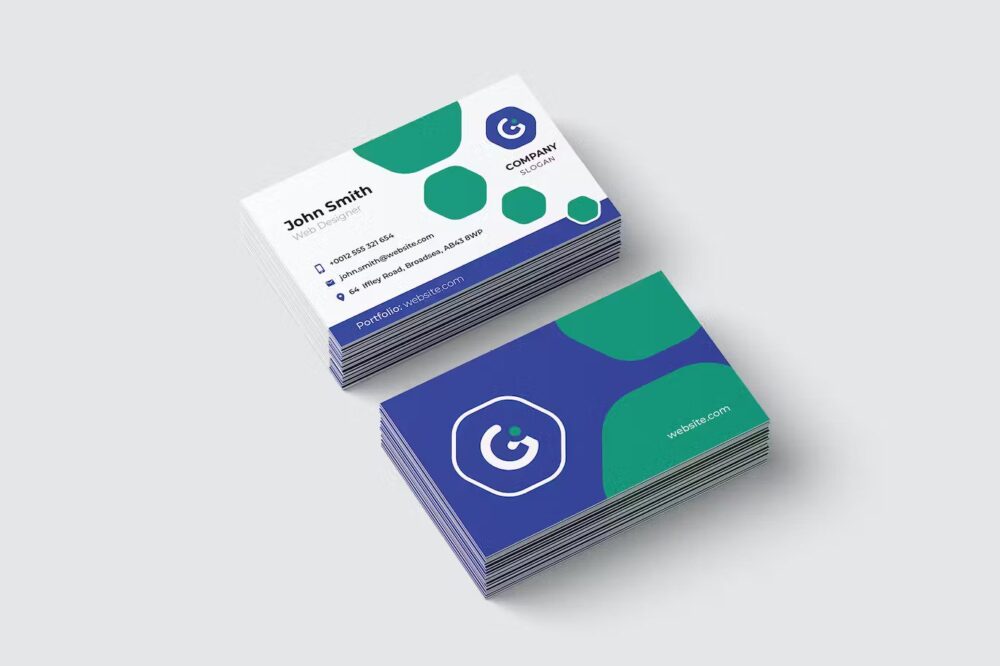 John Smith
Web Designer
COMPANY
SLOGAN
+0012 555 321 654
john.smith@website.com
64 Iffley Road, Broadsea, AB43 8WP
Portfolio: website.com
website.com